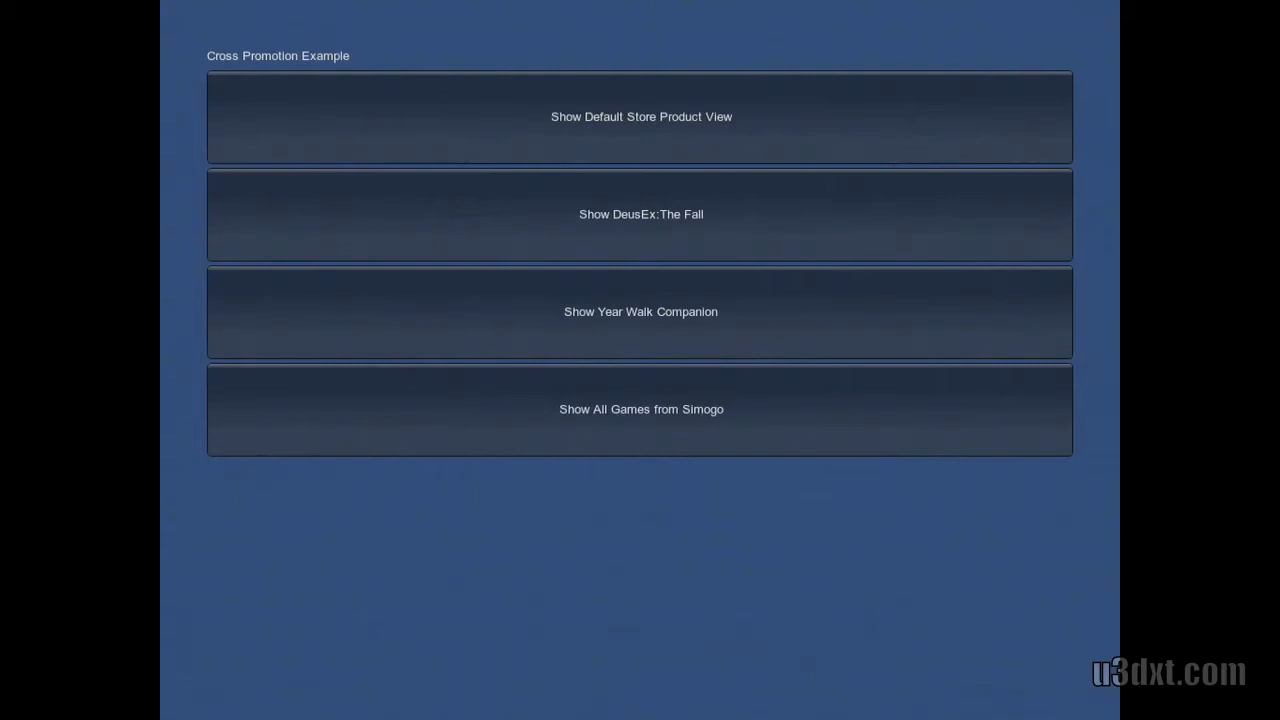 Cross Promotion Example
Show Default Store Product View
Show DeusEx:The Fall
Show Year Walk Companion
Show All Games from Simogo
u3dxt.com